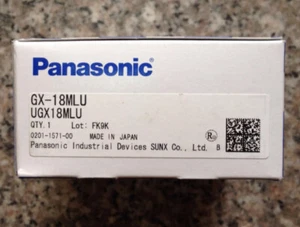 Panasonic
GX-18MLU
UGX18MLU
QTY. 1 Lot: FK9K
0201-1571-00 MADE IN JAPAN
Panasonic Industrial Devices SUNX Co., Ltd. B